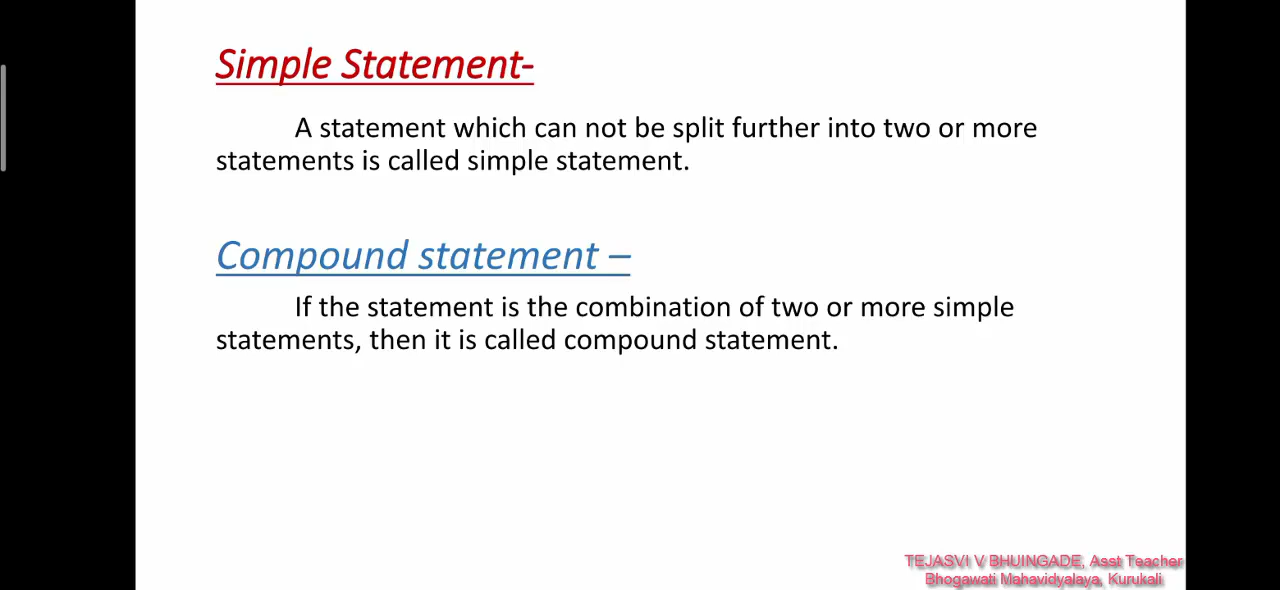 Simple Statement-
A statement which can not be split further into two or more
statements is called simple statement.
Compound statement –
If the statement is the combination of two or more simple
statements, then it is called compound statement.
TEJASVI V BHUINGADE, Asst Teacher
Bhogawati Mahavidyalaya, Kurukali